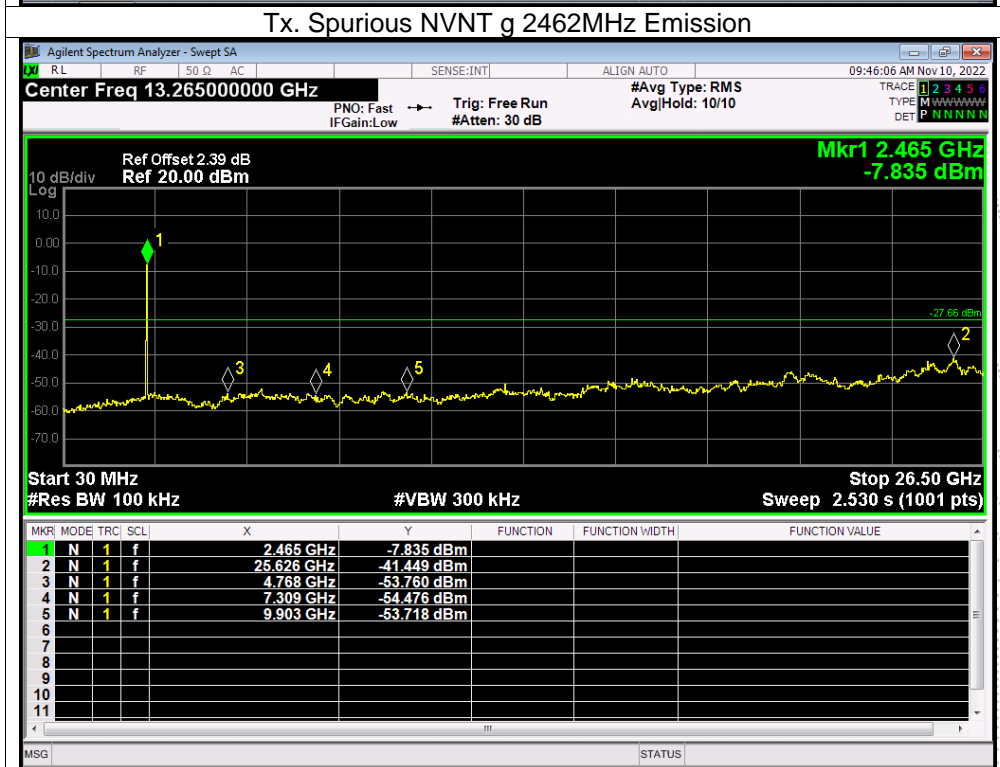 Tx. Spurious NVNT g 2462MHz Emission
Agilent Spectrum Analyzer - Swept SA
LXI RL RF 50 Ω AC SENSE:INT ALIGN AUTO 09:46:06 AM Nov 10, 2022
Center Freq 13.265000000 GHz #Avg Type: RMS TRACE 1 2 3 4 5 6
PNO: Fast Trig: Free Run Avg|Hold: 10/10 TYPE M WWWWW
IFGain:Low #Atten: 30 dB DET P N N N N N
Mkr1 2.465 GHz
Ref Offset 2.39 dB
10 dB/div Ref 20.00 dBm -7.835 dBm
Log
10.0
0.00
1
-10.0
-20.0
-27.66 dBm
-30.0
2
-40.0
3 4 5
-50.0
-60.0
-70.0
Start 30 MHz Stop 26.50 GHz
#Res BW 100 kHz #VBW 300 kHz Sweep 2.530 s (1001 pts)
MKR MODE TRC SCL X Y FUNCTION FUNCTION WIDTH FUNCTION VALUE
1 N 1 f 2.465 GHz -7.835 dBm
2 N 1 f 25.626 GHz -41.449 dBm
3 N 1 f 4.768 GHz -53.760 dBm
4 N 1 f 7.309 GHz -54.476 dBm
5 N 1 f 9.903 GHz -53.718 dBm
6
7
8
9
10
11
MSG STATUS